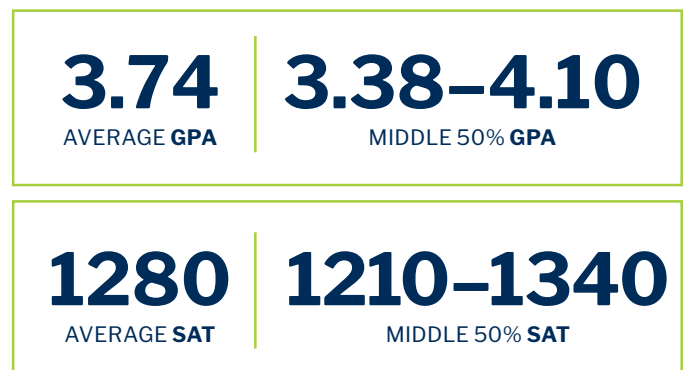 3.74
AVERAGE GPA
3.38–4.10
MIDDLE 50% GPA
1280
AVERAGE SAT
1210–1340
MIDDLE 50% SAT